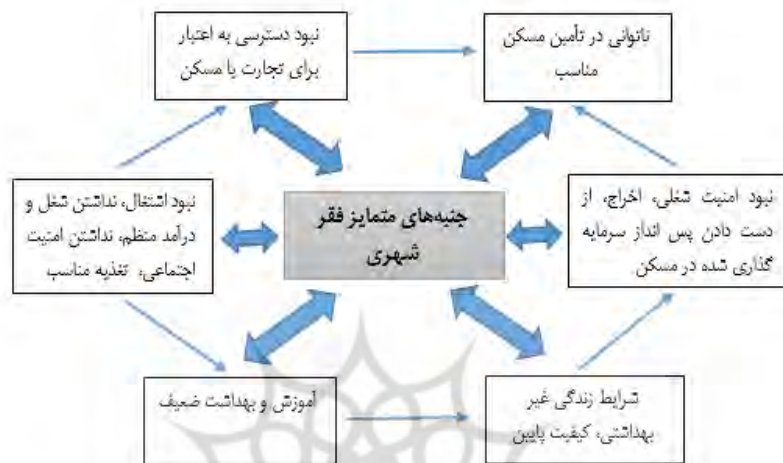 ناتوانی در تأمین مسکن
مناسب
نبود دسترسی به اعتبار
برای تجارت یا مسکن
نبود امنیت شغلی، اخراج، از
دست دادن پس انداز سرمایه
گذاری شده در مسکن.
جنبه‌های متمایز فقر
شهری
نبود اشتغال، نداشتن شغل و
درآمد منظم، نداشتن امنیت
اجتماعی، تغذیه مناسب
شرایط زندگی غیر
بهداشتی، کیفیت پایین
آموزش و بهداشت ضعیف